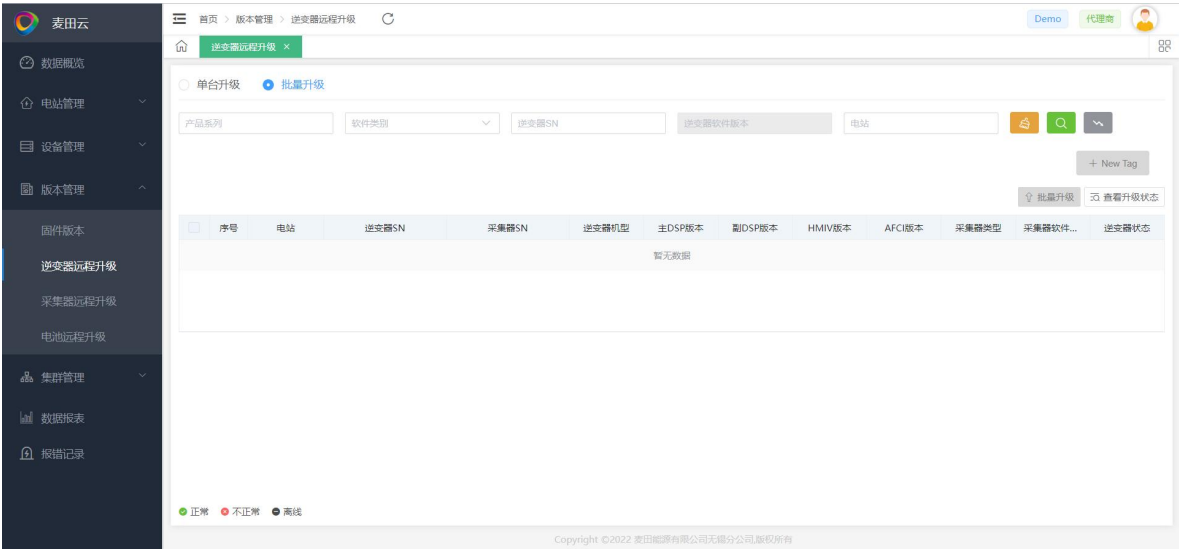 麦田云
首页 > 版本管理 > 逆变器远程升级
Demo 代理商
逆变器远程升级 ×
数据概览
电站管理
设备管理
版本管理
固件版本
逆变器远程升级
采集器远程升级
电池远程升级
集群管理
数据报表
报错记录
单台升级 批量升级
产品系列 软件类别 逆变器SN 逆变器软件版本 电站
+ New Tag
批量升级 查看升级状态
序号 电站 逆变器SN 采集器SN 逆变器机型 主DSP版本 副DSP版本 HMIV版本 AFCI版本 采集器类型 采集器软件... 逆变器状态
暂无数据
正常 不正常 离线
Copyright ©2022 麦田能源有限公司无锡分公司.版权所有